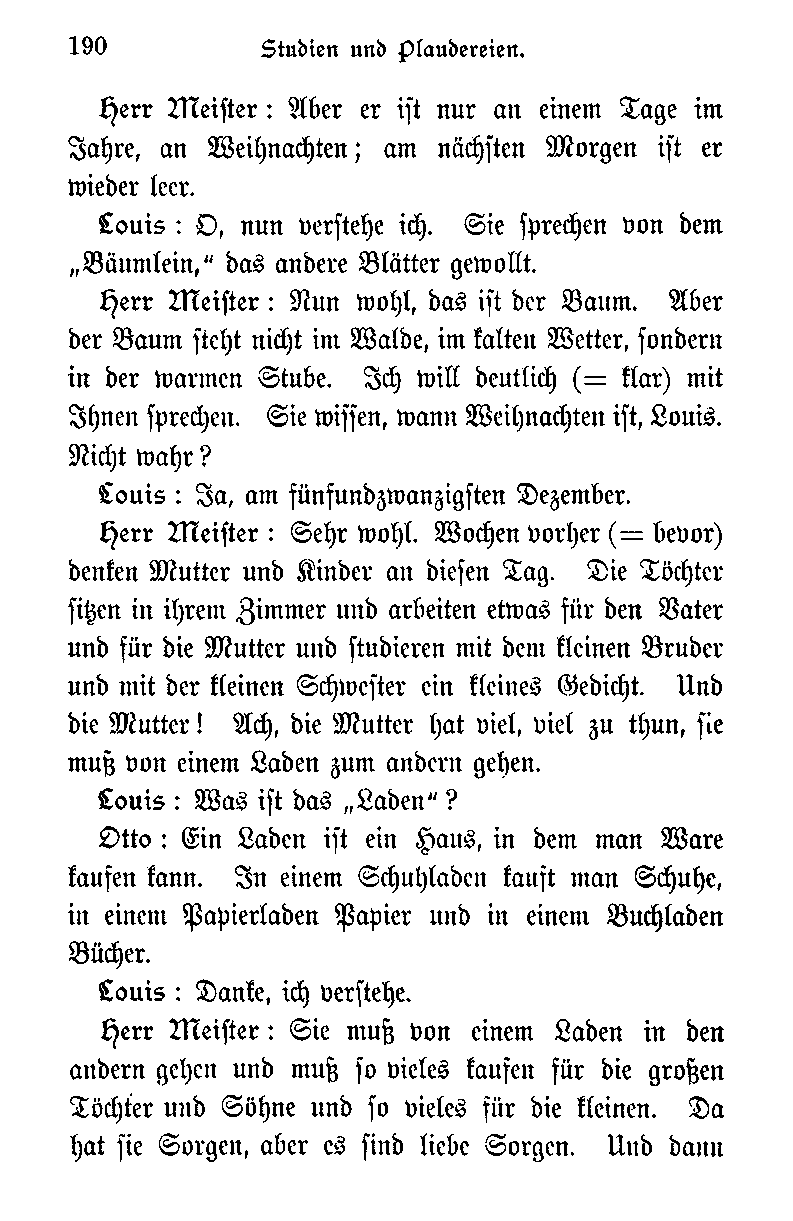 190 Studien und Plaudereien.
Herr Meister: Aber er ist nur an einem Tage im
Jahre, an Weihnachten; am nächsten Morgen ist er
wieder leer.
Louis: O, nun verstehe ich. Sie sprechen von dem
„Bäumlein,“ das andere Blätter gewollt.
Herr Meister: Nun wohl, das ist der Baum. Aber
der Baum steht nicht im Walde, im kalten Wetter, sondern
in der warmen Stube. Ich will deutlich (= klar) mit
Ihnen sprechen. Sie wissen, wann Weihnachten ist, Louis.
Nicht wahr?
Louis: Ja, am fünfundzwanzigsten Dezember.
Herr Meister: Sehr wohl. Wochen vorher (= bevor)
denken Mutter und Kinder an diesen Tag. Die Töchter
sitzen in ihrem Zimmer und arbeiten etwas für den Vater
und für die Mutter und studieren mit dem kleinen Bruder
und mit der kleinen Schwester ein kleines Gedicht. Und
die Mutter! Ach, die Mutter hat viel, viel zu thun, sie
muß von einem Laden zum andern gehen.
Louis: Was ist das „Laden“?
Otto: Ein Laden ist ein Haus, in dem man Ware
kaufen kann. In einem Schuhladen kauft man Schuhe,
in einem Papierladen Papier und in einem Buchladen
Bücher.
Louis: Danke, ich verstehe.
Herr Meister: Sie muß von einem Laden in den
andern gehen und muß so vieles kaufen für die großen
Töchter und Söhne und so vieles für die kleinen. Da
hat sie Sorgen, aber es sind liebe Sorgen. Und dann